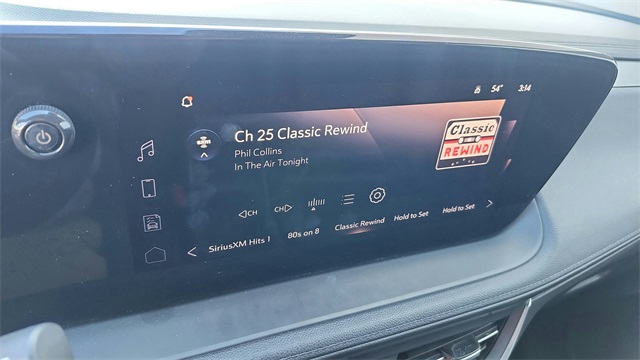 54° 3:14
Ch 25 Classic Rewind
Phil Collins
In The Air Tonight
Classic
REWIND
CH CH
SiriusXM Hits 1 80s on 8 Classic Rewind Hold to Set Hold to Set